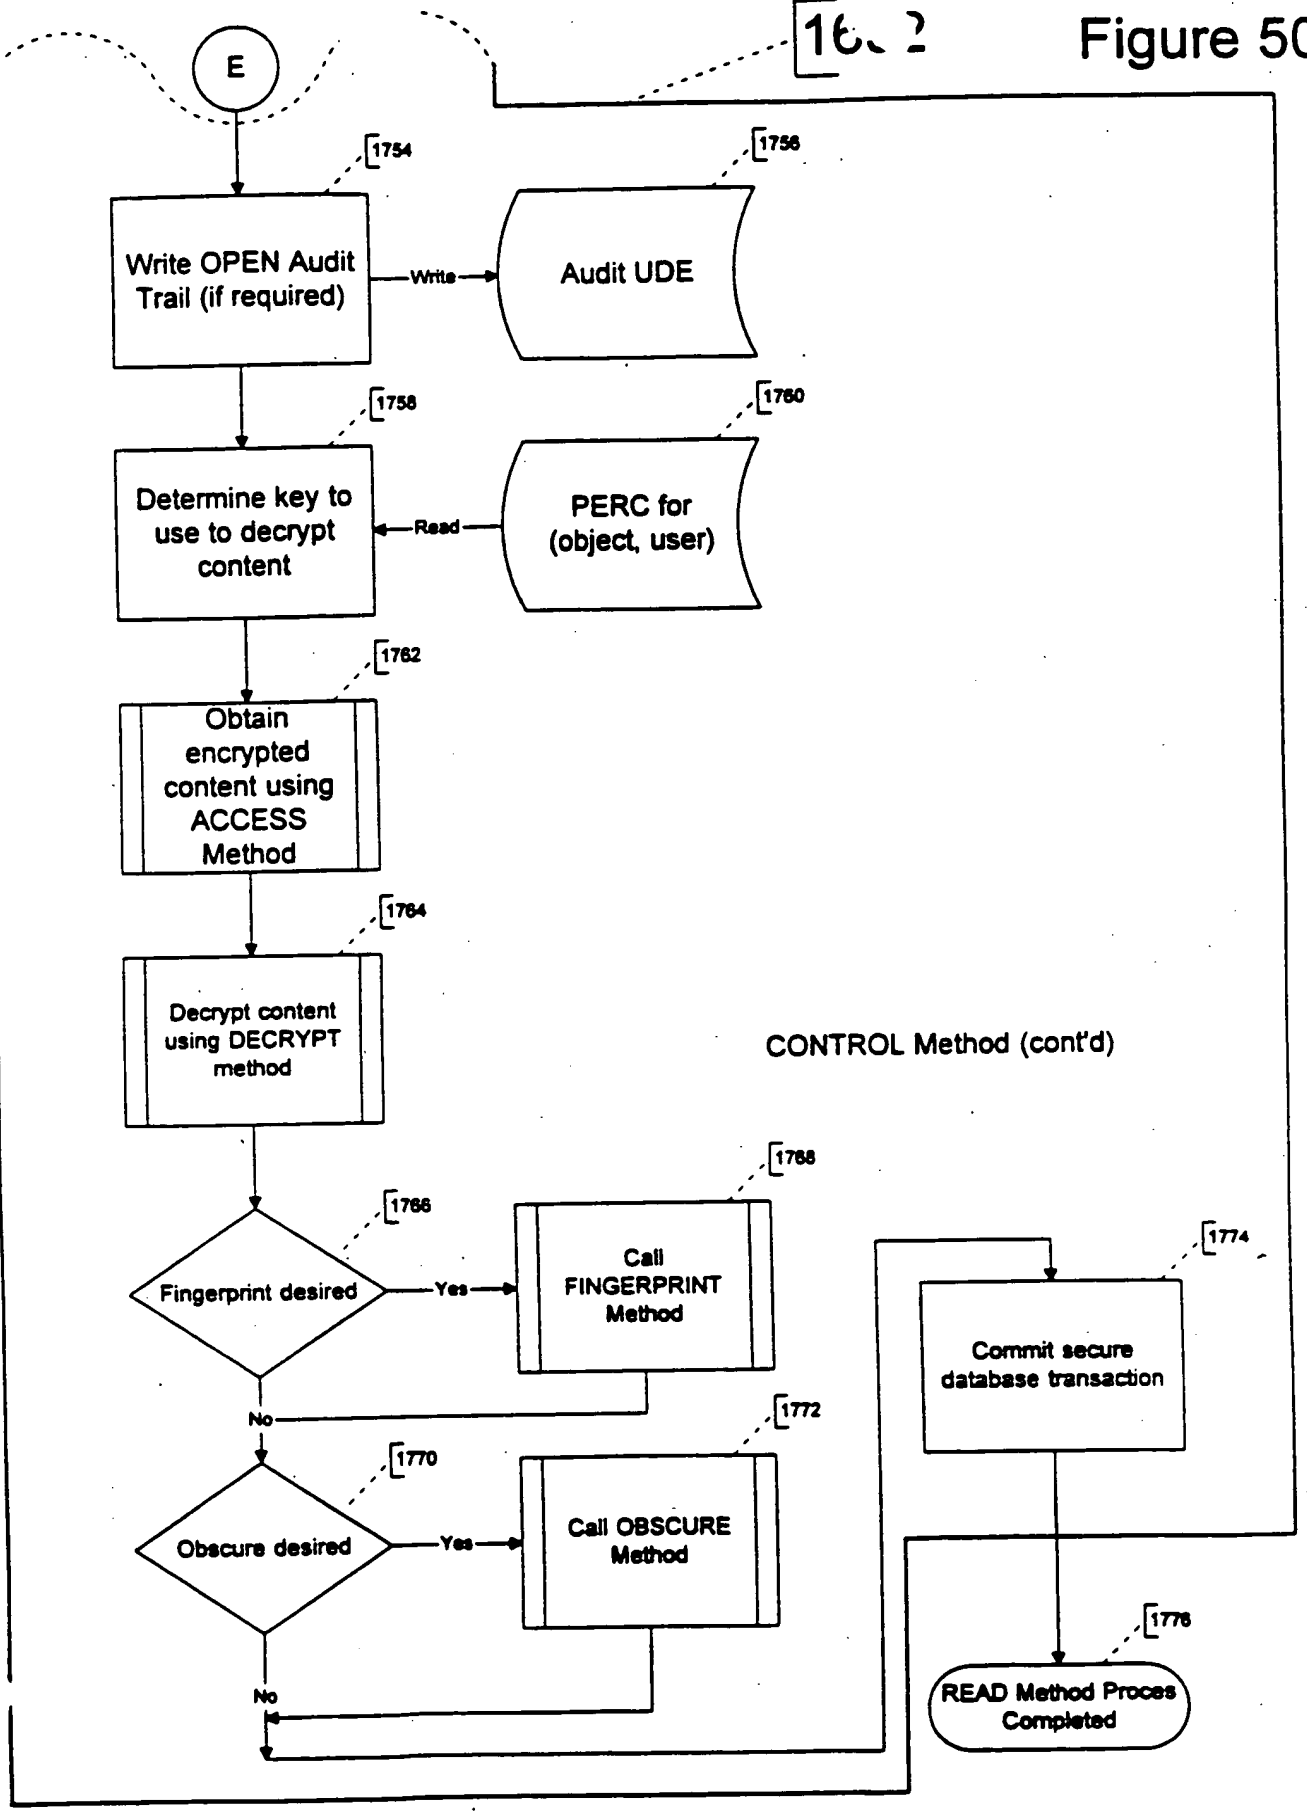 Figure 50
E
1754
1756
Write OPEN Audit
Trail (if required)
Write
Audit UDE
1758
1760
Determine key to
use to decrypt
content
Read
PERC for
(object, user)
1762
Obtain
encrypted
content using
ACCESS
Method
1764
Decrypt content
using DECRYPT
method
CONTROL Method (cont'd)
1766
1768
Fingerprint desired
Yes
Call
FINGERPRINT
Method
1774
Commit secure
database transaction
No
1770
1772
Obscure desired
Yes
Call OBSCURE
Method
No
1776
READ Method Proces
Completed